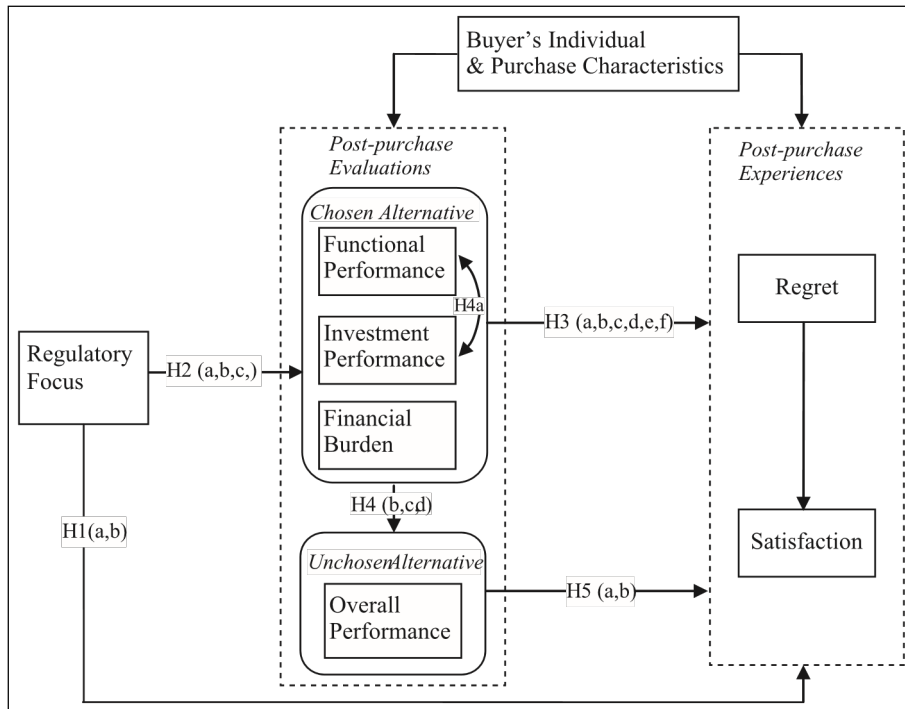 Buyer's Individual
& Purchase Characteristics
Post-purchase
Evaluations
Post-purchase
Experiences
Chosen Alternative
Functional
Performance
H4a
Investment
Performance
Financial
Burden
Regret
H3 (a,b,c,d,e,f)
Regulatory
Focus
H2 (a,b,c,)
H4 (b,cd)
H1(a,b)
Satisfaction
UnchosenAlternative
Overall
Performance
H5 (a,b)